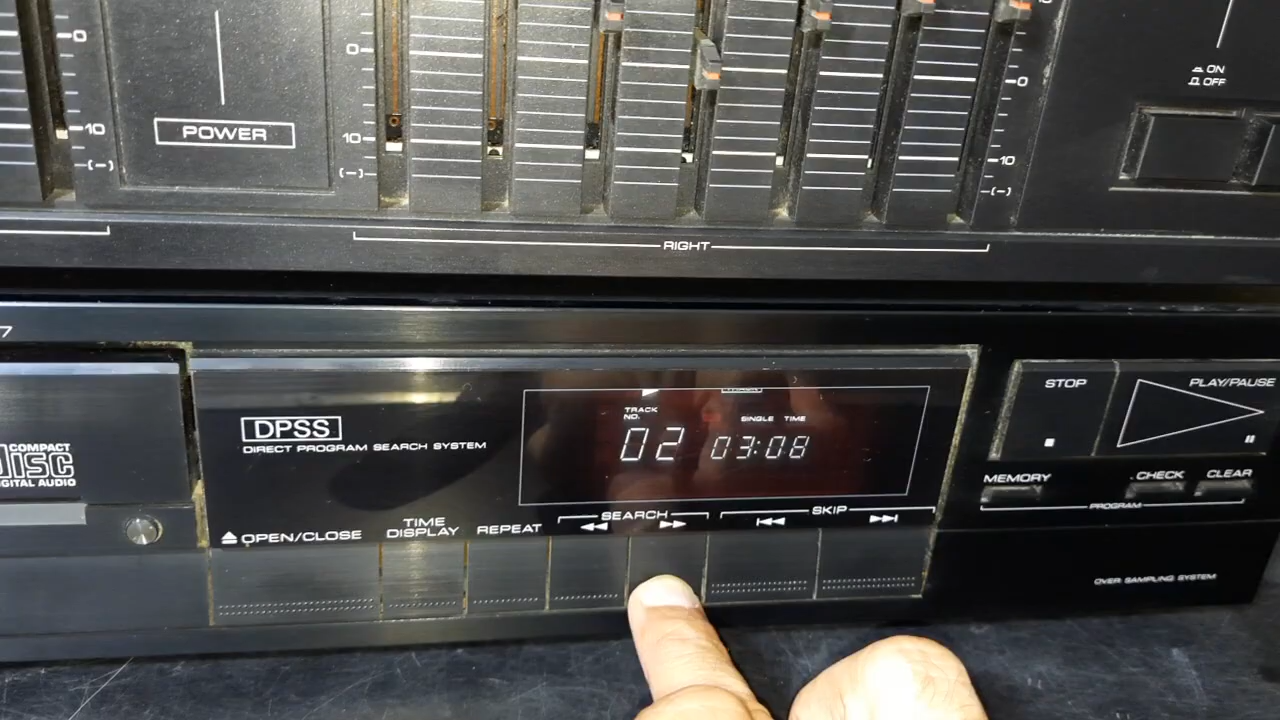 0
10
(-)
POWER
0
10
(-)
0
10
(-)
ON
OFF
RIGHT
7
COMPACT
DISC
DIGITAL AUDIO
DPSS
DIRECT PROGRAM SEARCH SYSTEM
TRACK NO.
SINGLE TIME
02 03:08
STOP
PLAY/PAUSE
MEMORY
CHECK
CLEAR
PROGRAM
OPEN/CLOSE
TIME DISPLAY
REPEAT
SEARCH
SKIP
OVER SAMPLING SYSTEM